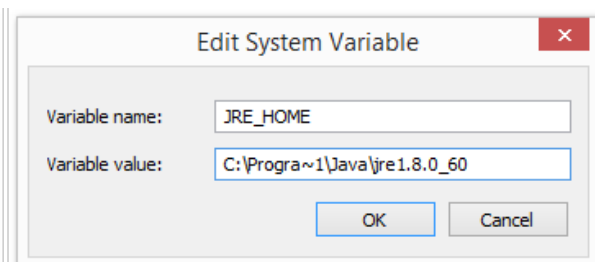 Edit System Variable
Variable name: JRE_HOME
Variable value: C:\Progra~1\Java\jre1.8.0_60
OK Cancel